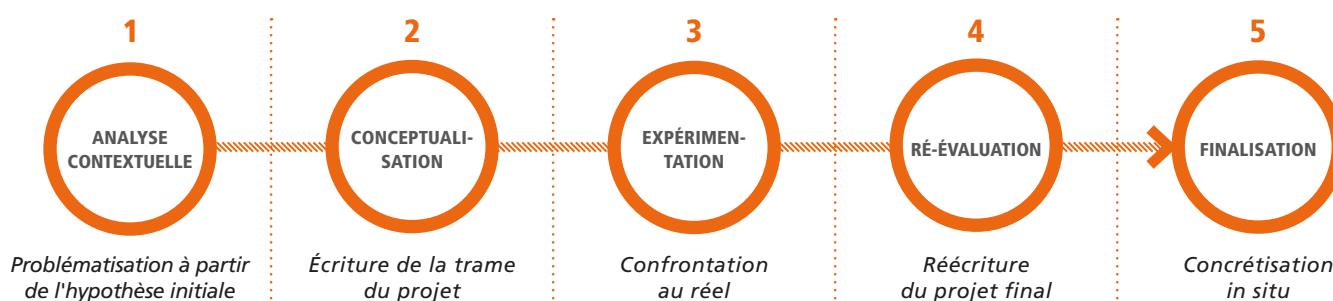 1
ANALYSE
CONTEXTUELLE
Problématisation à partir
de l'hypothèse initiale
2
CONCEPTUALI-
SATION
Écriture de la trame
du projet
3
EXPÉRIMEN-
TATION
Confrontation
au réel
4
RÉ-ÉVALUATION
Réécriture
du projet final
5
FINALISATION
Concrétisation
in situ